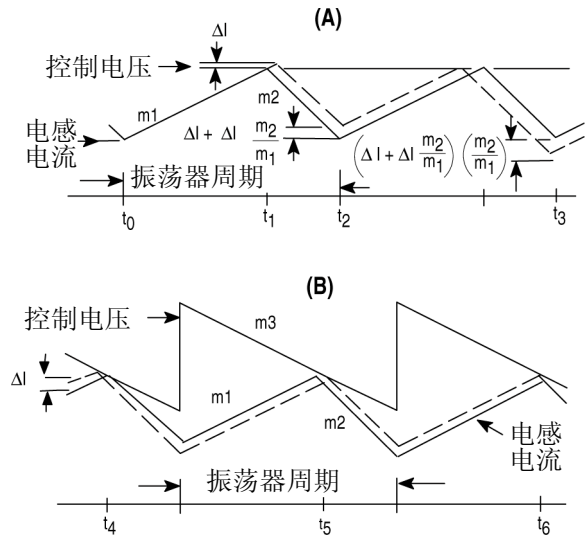 (A)
ΔI
控制电压
m1
m2
电感
电流
ΔI + ΔI m2/m1
(ΔI + ΔI m2/m1) (m2/m1)
振荡器周期
t0
t1
t2
t3
(B)
控制电压
m3
ΔI
m1
m2
电感
电流
振荡器周期
t4
t5
t6